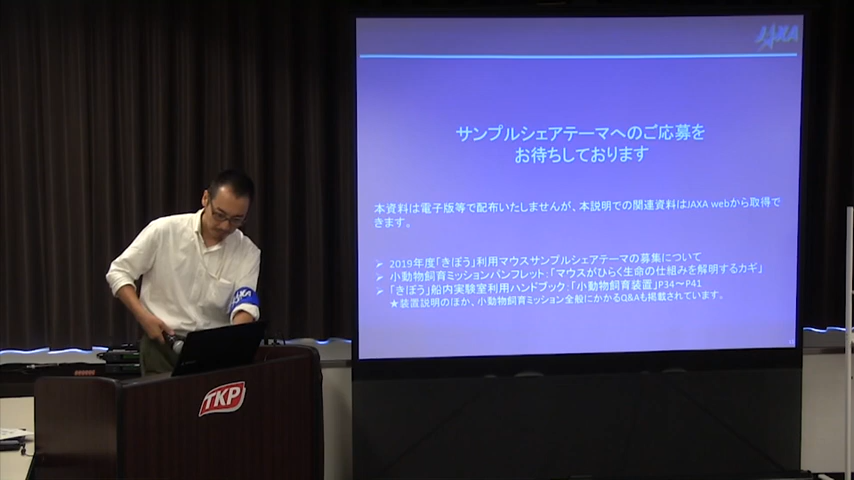 JAXA
サンプルシェアテーマへのご応募を
お待ちしております
本資料は電子版等で配布いたしませんが、本説明での関連資料はJAXA webから取得で
きます。
➢ 2019年度「きぼう」利用マウスサンプルシェアテーマの募集について
➢ 小動物飼育ミッションパンフレット：「マウスがひらく生命の仕組みを解明するカギ」
➢ 「きぼう」船内実験室利用ハンドブック：「小動物飼育装置」P34～P41
★装置説明のほか、小動物飼育ミッション全般にかかるQ&Aも掲載されています。
JAXA
TKP